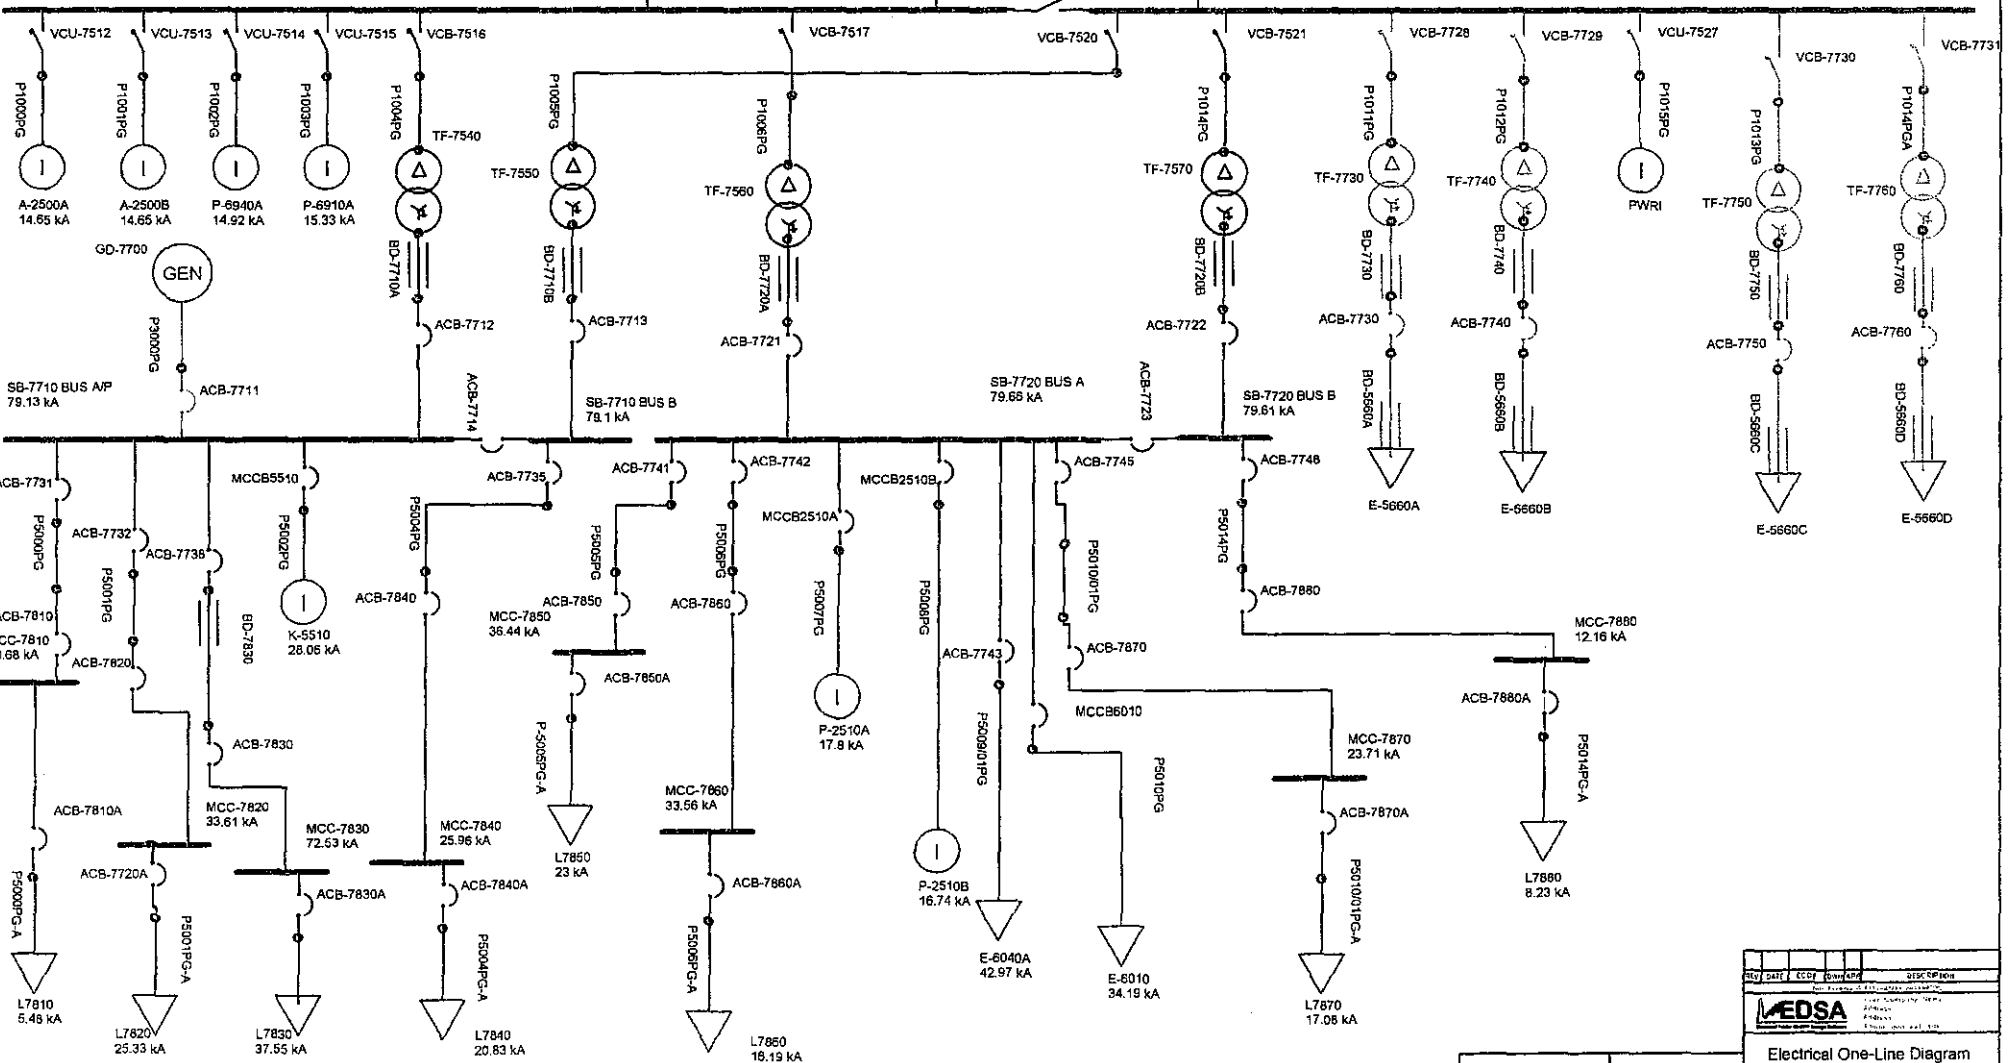 VCU-7512
VCU-7513
VCU-7514
VCU-7515
VCB-7516
VCB-7517
VCB-7520
VCB-7521
VCB-7728
VCB-7729
VCU-7527
VCB-7730
VCB-7731
P1000PG
P1001PG
P1002PG
P1003PG
P1004PG
P1005PG
P1006PG
P1014PG
P1011PG
P1012PG
P1015PG
P1013PG
P1014PGA
TF-7540
TF-7550
TF-7560
TF-7570
TF-7730
TF-7740
TF-7750
TF-7760
A-2500A
14.65 kA
A-2500B
14.65 kA
P-6940A
14.92 kA
P-6910A
15.33 kA
PWRI
GD-7700
GEN
P3000PG
BD-7710A
BD-7710B
BD-7720A
BD-7720B
BD-7730
BD-7740
BD-7750
BD-7760
ACB-7711
ACB-7712
ACB-7713
ACB-7721
ACB-7722
ACB-7730
ACB-7740
ACB-7750
ACB-7760
SB-7710 BUS A/P
79.13 kA
ACB-7714
SB-7710 BUS B
79.1 kA
SB-7720 BUS A
79.66 kA
ACB-7723
SB-7720 BUS B
79.61 kA
BD-5660A
BD-5660B
BD-5660C
BD-5660D
E-5660A
E-5660B
E-5660C
E-5660D
ACB-7731
ACB-7732
ACB-7736
MCCB5510
ACB-7735
ACB-7741
ACB-7742
MCCB2510A
MCCB2510B
ACB-7745
ACB-7746
P5000PG
P5001PG
P5002PG
P5004PG
P5005PG
P5006PG
P5007PG
P5008PG
P5010/01PG
P5014PG
BD-7830
K-5510
28.06 kA
ACB-7810
CC-7810
.68 kA
ACB-7820
ACB-7830
ACB-7840
ACB-7850
MCC-7850
36.44 kA
ACB-7860
ACB-7743
ACB-7870
ACB-7880
MCC-7880
12.16 kA
ACB-7850A
P-5005PG-A
P-2510A
17.8 kA
P5009/01PG
MCCB6010
P5010PG
MCC-7870
23.71 kA
ACB-7880A
P5014PG-A
ACB-7810A
MCC-7820
33.61 kA
MCC-7830
72.53 kA
MCC-7840
25.96 kA
MCC-7860
33.56 kA
ACB-7870A
P5010/01PG-A
P5000PG-A
ACB-7720A
P5001PG-A
ACB-7830A
ACB-7840A
P5004PG-A
L7850
23 kA
ACB-7860A
P5006PG-A
P-2510B
16.74 kA
E-6040A
42.97 kA
E-6010
34.19 kA
L7870
17.06 kA
L7880
8.23 kA
L7810
5.48 kA
L7820
25.33 kA
L7830
37.55 kA
L7840
20.83 kA
L7860
18.19 kA
REV DATE DESCRIPTION
EDSA
Electrical One-Line Diagram